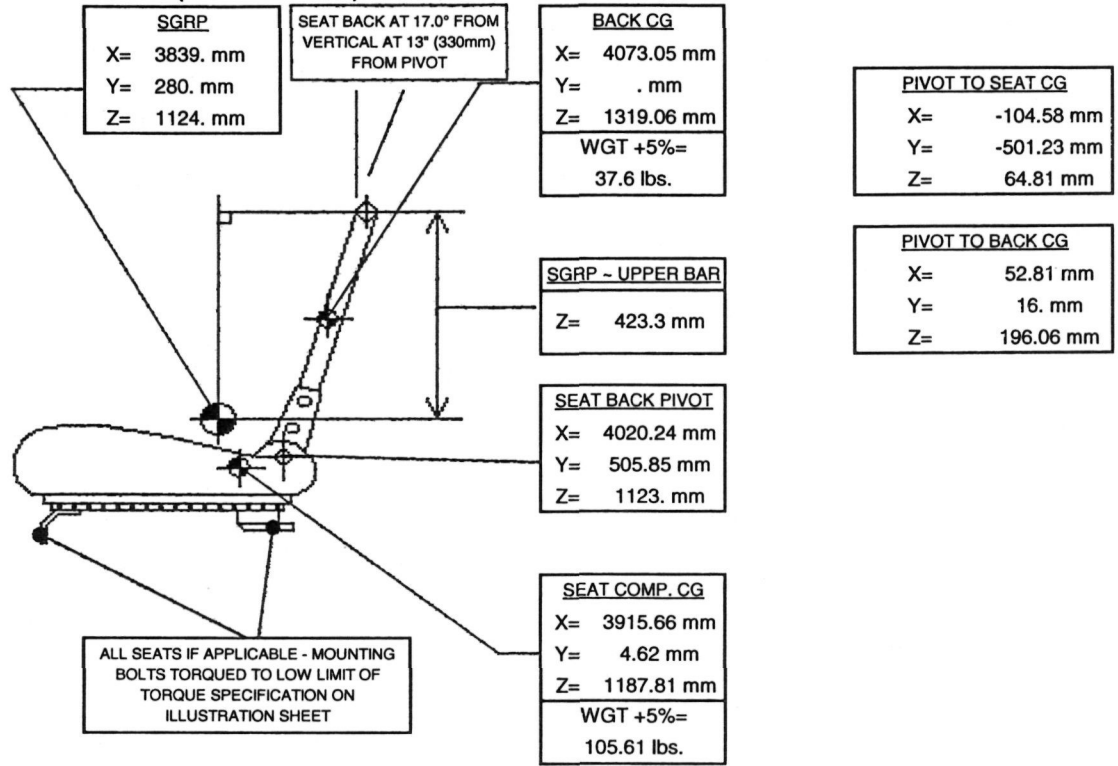 SGRP
X= 3839. mm
Y= 280. mm
Z= 1124. mm
SEAT BACK AT 17.0° FROM
VERTICAL AT 13" (330mm)
FROM PIVOT
BACK CG
X= 4073.05 mm
Y= . mm
Z= 1319.06 mm
WGT +5%=
37.6 lbs.
PIVOT TO SEAT CG
X= -104.58 mm
Y= -501.23 mm
Z= 64.81 mm
PIVOT TO BACK CG
X= 52.81 mm
Y= 16. mm
Z= 196.06 mm
SGRP ~ UPPER BAR
Z= 423.3 mm
SEAT BACK PIVOT
X= 4020.24 mm
Y= 505.85 mm
Z= 1123. mm
SEAT COMP. CG
X= 3915.66 mm
Y= 4.62 mm
Z= 1187.81 mm
WGT +5%=
105.61 lbs.
ALL SEATS IF APPLICABLE - MOUNTING
BOLTS TORQUED TO LOW LIMIT OF
TORQUE SPECIFICATION ON
ILLUSTRATION SHEET